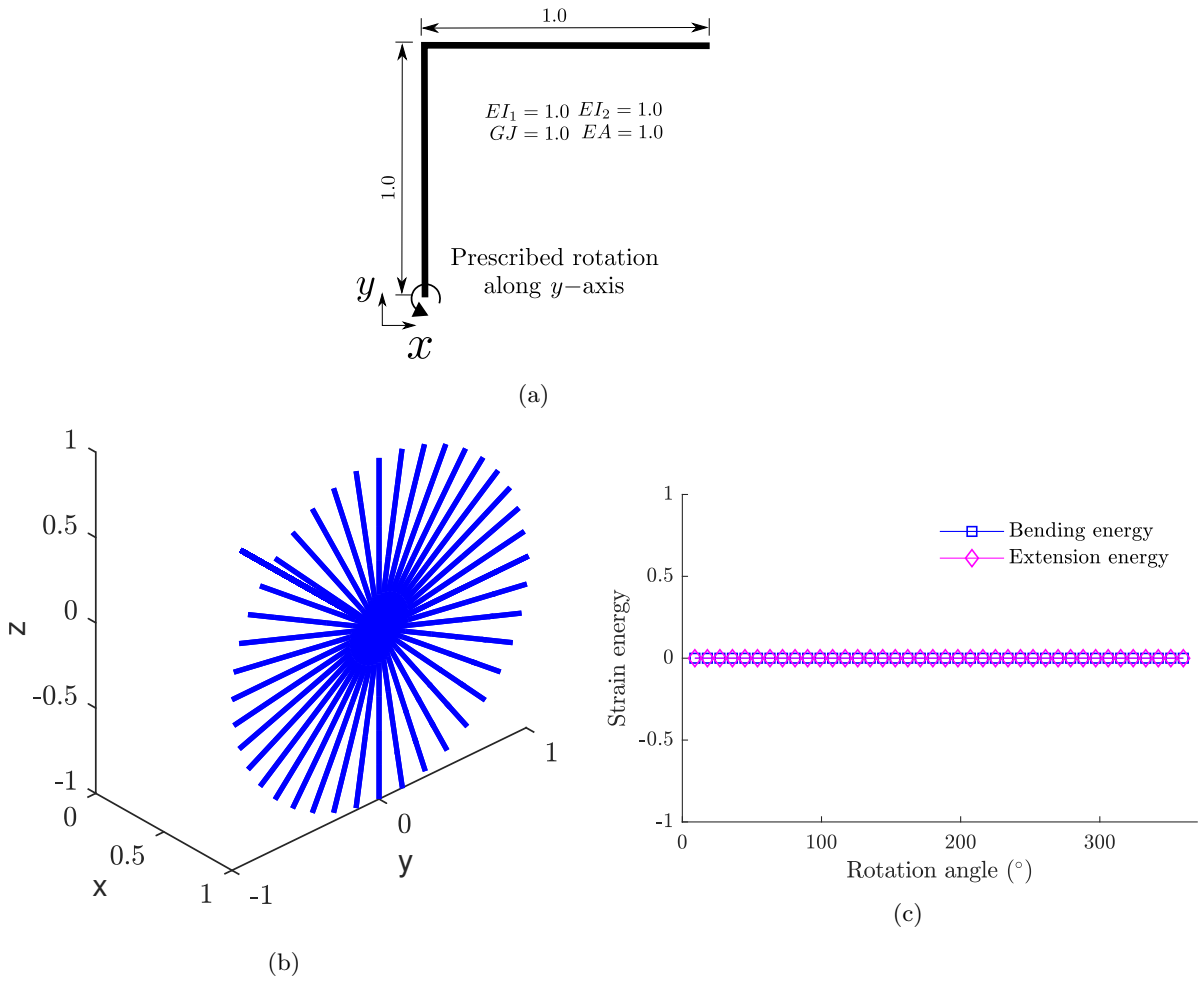 1.0
EI₁ = 1.0 EI₂ = 1.0
GJ = 1.0 EA = 1.0
1.0
Prescribed rotation
along y−axis
y
x
(a)
1
0.5
0
-0.5
-1
z
0
0.5
1
x
-1
0
1
y
(b)
1
0.5
0
-0.5
-1
Strain energy
Bending energy
Extension energy
0
100
200
300
Rotation angle (°)
(c)